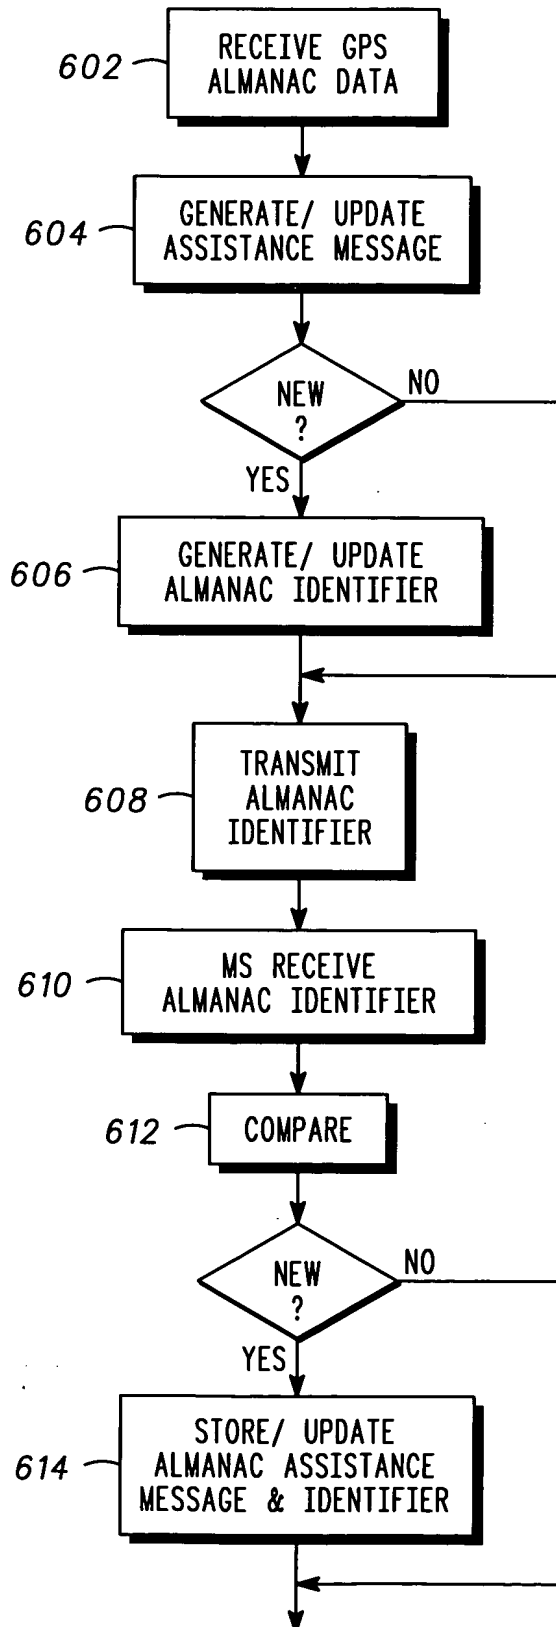 602
RECEIVE GPS
ALMANAC DATA
604
GENERATE/ UPDATE
ASSISTANCE MESSAGE
NEW
?
NO
YES
606
GENERATE/ UPDATE
ALMANAC IDENTIFIER
608
TRANSMIT
ALMANAC
IDENTIFIER
610
MS RECEIVE
ALMANAC IDENTIFIER
612
COMPARE
NEW
?
NO
YES
614
STORE/ UPDATE
ALMANAC ASSISTANCE
MESSAGE & IDENTIFIER